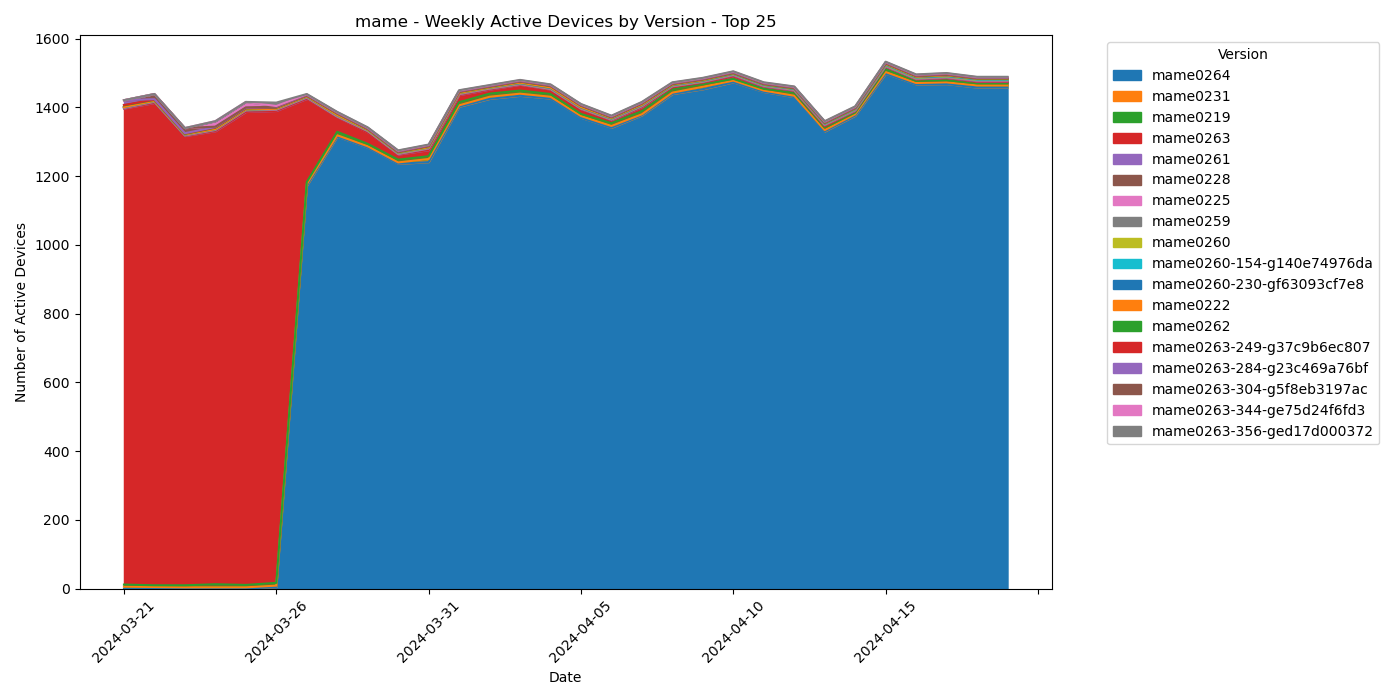 mame - Weekly Active Devices by Version - Top 25
1600
1400
1200
1000
800
600
400
200
0
Number of Active Devices
2024-03-21
2024-03-26
2024-03-31
2024-04-05
2024-04-10
2024-04-15
Date
Version
mame0264
mame0231
mame0219
mame0263
mame0261
mame0228
mame0225
mame0259
mame0260
mame0260-154-g140e74976da
mame0260-230-gf63093cf7e8
mame0222
mame0262
mame0263-249-g37c9b6ec807
mame0263-284-g23c469a76bf
mame0263-304-g5f8eb3197ac
mame0263-344-ge75d24f6fd3
mame0263-356-ged17d000372